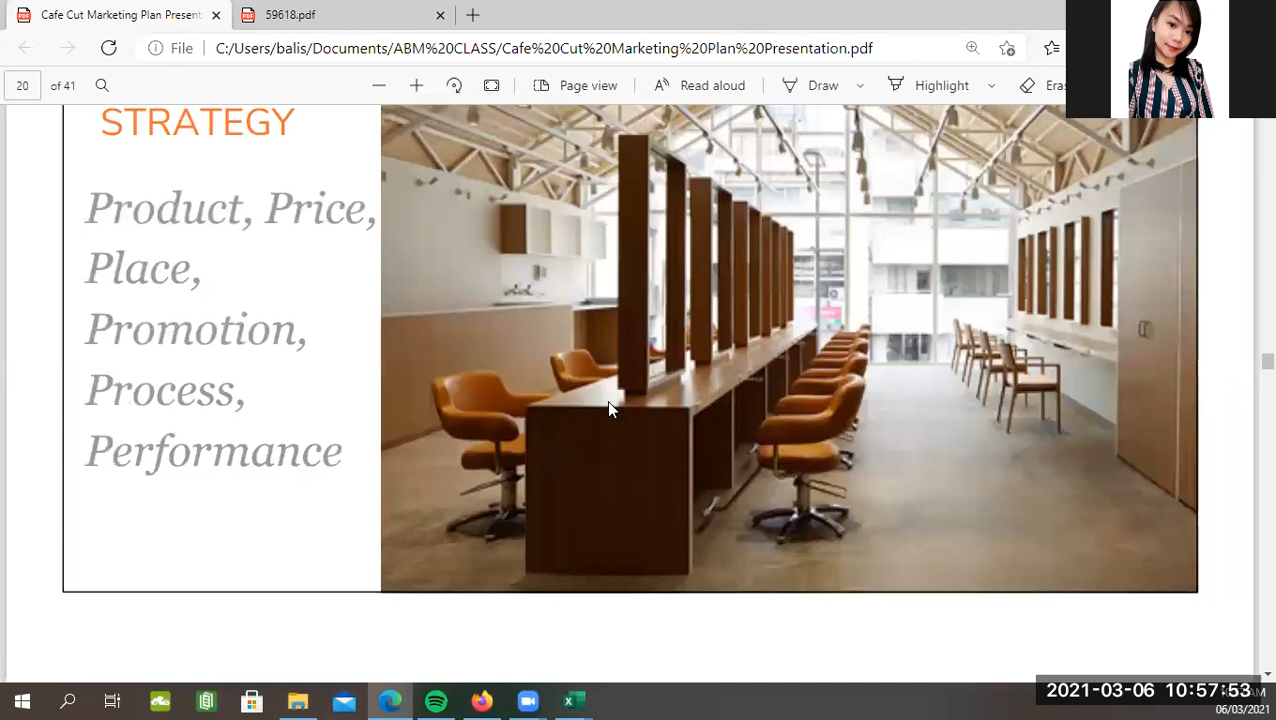 Cafe Cut Marketing Plan Present
59618.pdf
File
C:/Users/balis/Documents/ABM%20CLASS/Cafe%20Cut%20Marketing%20Plan%20Presentation.pdf
20 of 41
Page view
Read aloud
Draw
Highlight
Eras
STRATEGY
Product, Price,
Place,
Promotion,
Process,
Performance
2021-03-06 10:57:53
06/03/2021